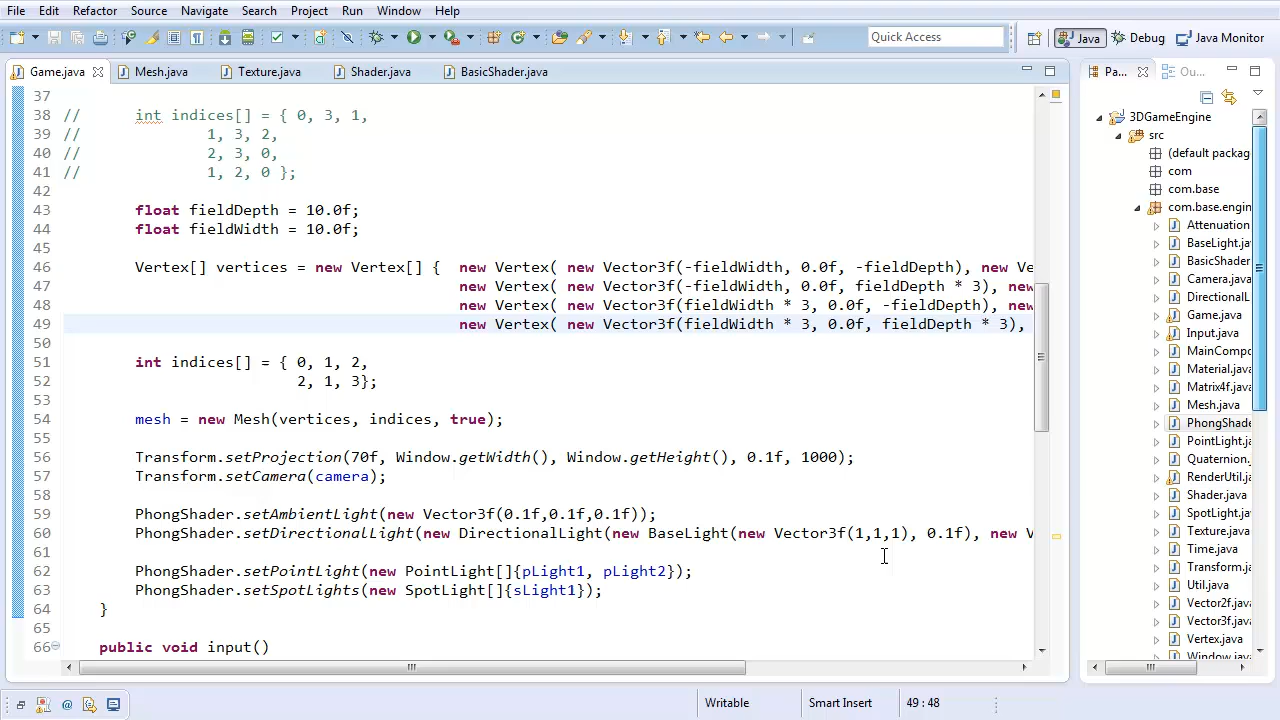 File Edit Refactor Source Navigate Search Project Run Window Help
Quick Access Java Debug Java Monitor
Game.java Mesh.java Texture.java Shader.java BasicShader.java
37
38 // int indices[] = { 0, 3, 1,
39 // 1, 3, 2,
40 // 2, 3, 0,
41 // 1, 2, 0 };
42
43 float fieldDepth = 10.0f;
44 float fieldWidth = 10.0f;
45
46 Vertex[] vertices = new Vertex[] { new Vertex( new Vector3f(-fieldWidth, 0.0f, -fieldDepth), new Ve
47 new Vertex( new Vector3f(-fieldWidth, 0.0f, fieldDepth * 3), new
48 new Vertex( new Vector3f(fieldWidth * 3, 0.0f, -fieldDepth), new
49 new Vertex( new Vector3f(fieldWidth * 3, 0.0f, fieldDepth * 3),
50
51 int indices[] = { 0, 1, 2,
52 2, 1, 3};
53
54 mesh = new Mesh(vertices, indices, true);
55
56 Transform.setProjection(70f, Window.getWidth(), Window.getHeight(), 0.1f, 1000);
57 Transform.setCamera(camera);
58
59 PhongShader.setAmbientLight(new Vector3f(0.1f,0.1f,0.1f));
60 PhongShader.setDirectionalLight(new DirectionalLight(new BaseLight(new Vector3f(1,1,1), 0.1f), new V
61
62 PhongShader.setPointLight(new PointLight[]{pLight1, pLight2});
63 PhongShader.setSpotLights(new SpotLight[]{sLight1});
64 }
65
66 public void input()
Pa... Ou...
3DGameEngine
src
(default packag
com
com.base
com.base.engin
Attenuation
BaseLight.ja
BasicShader
Camera.java
DirectionalL
Game.java
Input.java
MainCompo
Material.java
Matrix4f.java
Mesh.java
PhongShade
PointLight.ja
Quaternion.
RenderUtil.ja
Shader.java
SpotLight.ja
Texture.java
Time.java
Transform.ja
Util.java
Vector2f.java
Vector3f.java
Vertex.java
Window.java
Writable Smart Insert 49 : 48